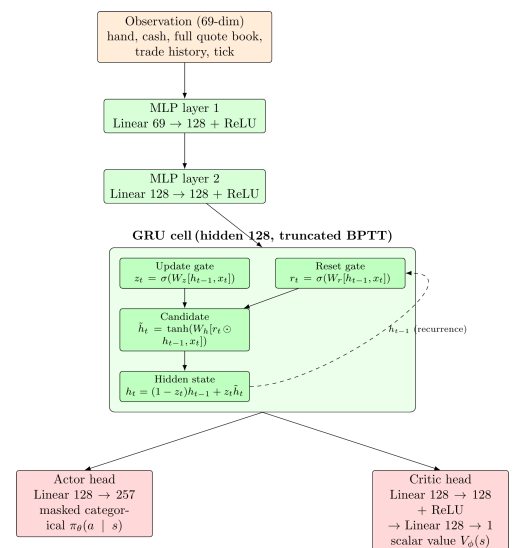 Observation (69-dim)
hand, cash, full quote book,
trade history, tick
MLP layer 1
Linear 69 → 128 + ReLU
MLP layer 2
Linear 128 → 128 + ReLU
GRU cell (hidden 128, truncated BPTT)
Update gate
z_t = σ(W_z[h_{t−1}, x_t])
Reset gate
r_t = σ(W_r[h_{t−1}, x_t])
Candidate
h̃_t = tanh(W_h[r_t ⊙
h_{t−1}, x_t])
h_{t−1} (recurrence)
Hidden state
h_t = (1 − z_t)h_{t−1} + z_t h̃_t
Actor head
Linear 128 → 257
masked categor-
ical π_θ(a | s)
Critic head
Linear 128 → 128
+ ReLU
→ Linear 128 → 1
scalar value V_ϕ(s)